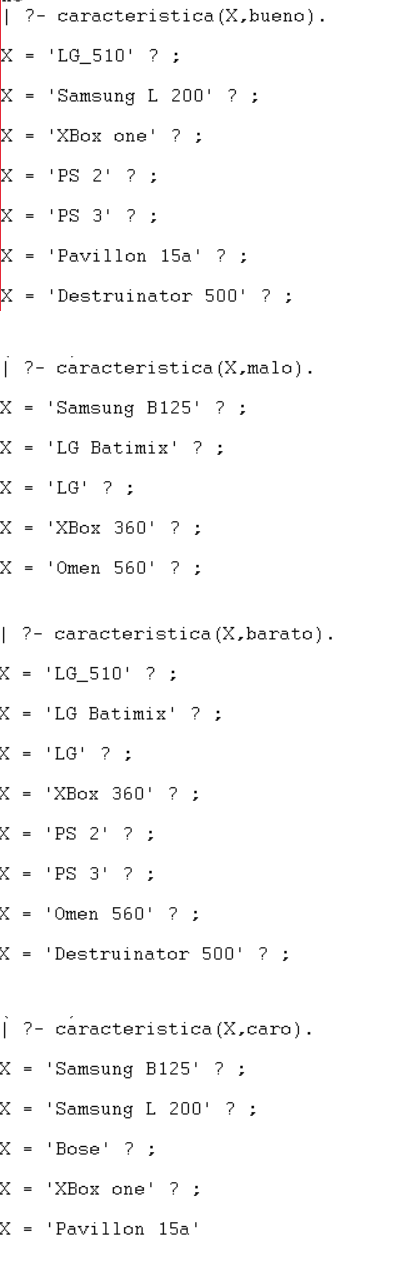 | ?- caracteristica(X,bueno).
X = 'LG_510' ? ;
X = 'Samsung L 200' ? ;
X = 'XBox one' ? ;
X = 'PS 2' ? ;
X = 'PS 3' ? ;
X = 'Pavillon 15a' ? ;
X = 'Destruinator 500' ? ;
| ?- caracteristica(X,malo).
X = 'Samsung B125' ? ;
X = 'LG Batimix' ? ;
X = 'LG' ? ;
X = 'XBox 360' ? ;
X = 'Omen 560' ? ;
| ?- caracteristica(X,barato).
X = 'LG_510' ? ;
X = 'LG Batimix' ? ;
X = 'LG' ? ;
X = 'XBox 360' ? ;
X = 'PS 2' ? ;
X = 'PS 3' ? ;
X = 'Omen 560' ? ;
X = 'Destruinator 500' ? ;
| ?- caracteristica(X,caro).
X = 'Samsung B125' ? ;
X = 'Samsung L 200' ? ;
X = 'Bose' ? ;
X = 'XBox one' ? ;
X = 'Pavillon 15a'